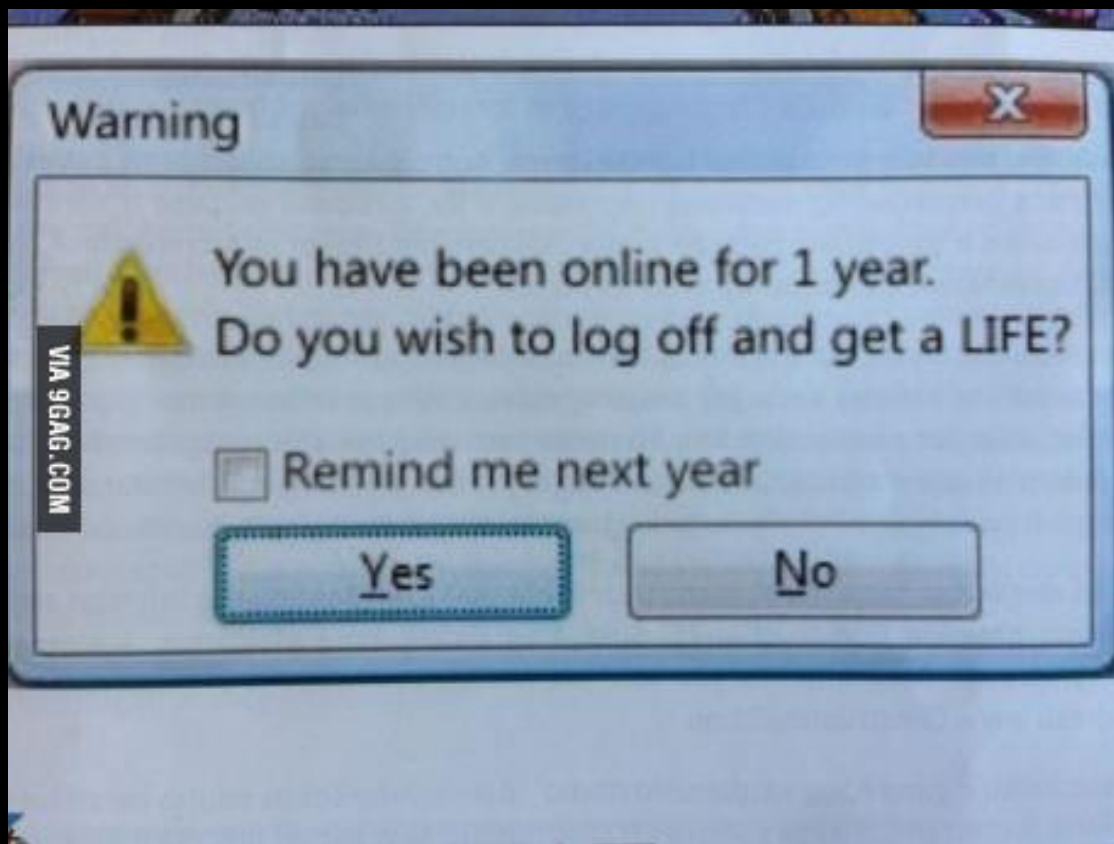 Warning
X
You have been online for 1 year.
Do you wish to log off and get a LIFE?
Remind me next year
Yes
No
VIA 9GAG.COM